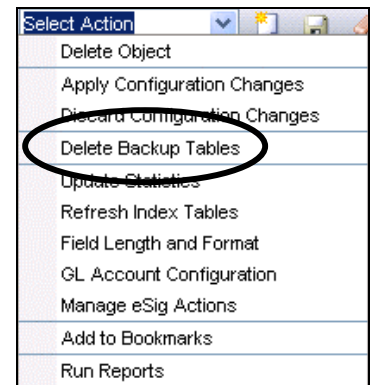 Select Action
Delete Object
Apply Configuration Changes
Discard Configuration Changes
Delete Backup Tables
Update Statistics
Refresh Index Tables
Field Length and Format
GL Account Configuration
Manage eSig Actions
Add to Bookmarks
Run Reports